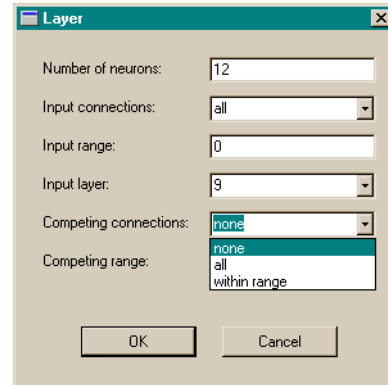 Layer
Number of neurons: 12
Input connections: all
Input range: 0
Input layer: 9
Competing connections: none
none
Competing range: all
within range
OK Cancel